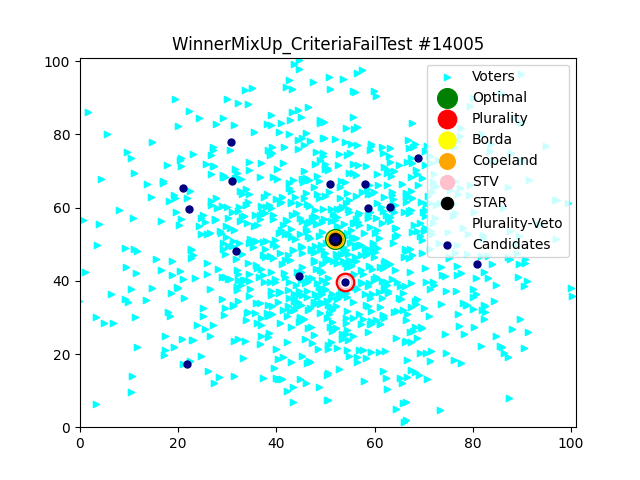 WinnerMixUp_CriteriaFailTest #14005
100
80
60
40
20
0
0
20
40
60
80
100
Voters
Optimal
Plurality
Borda
Copeland
STV
STAR
Plurality-Veto
Candidates